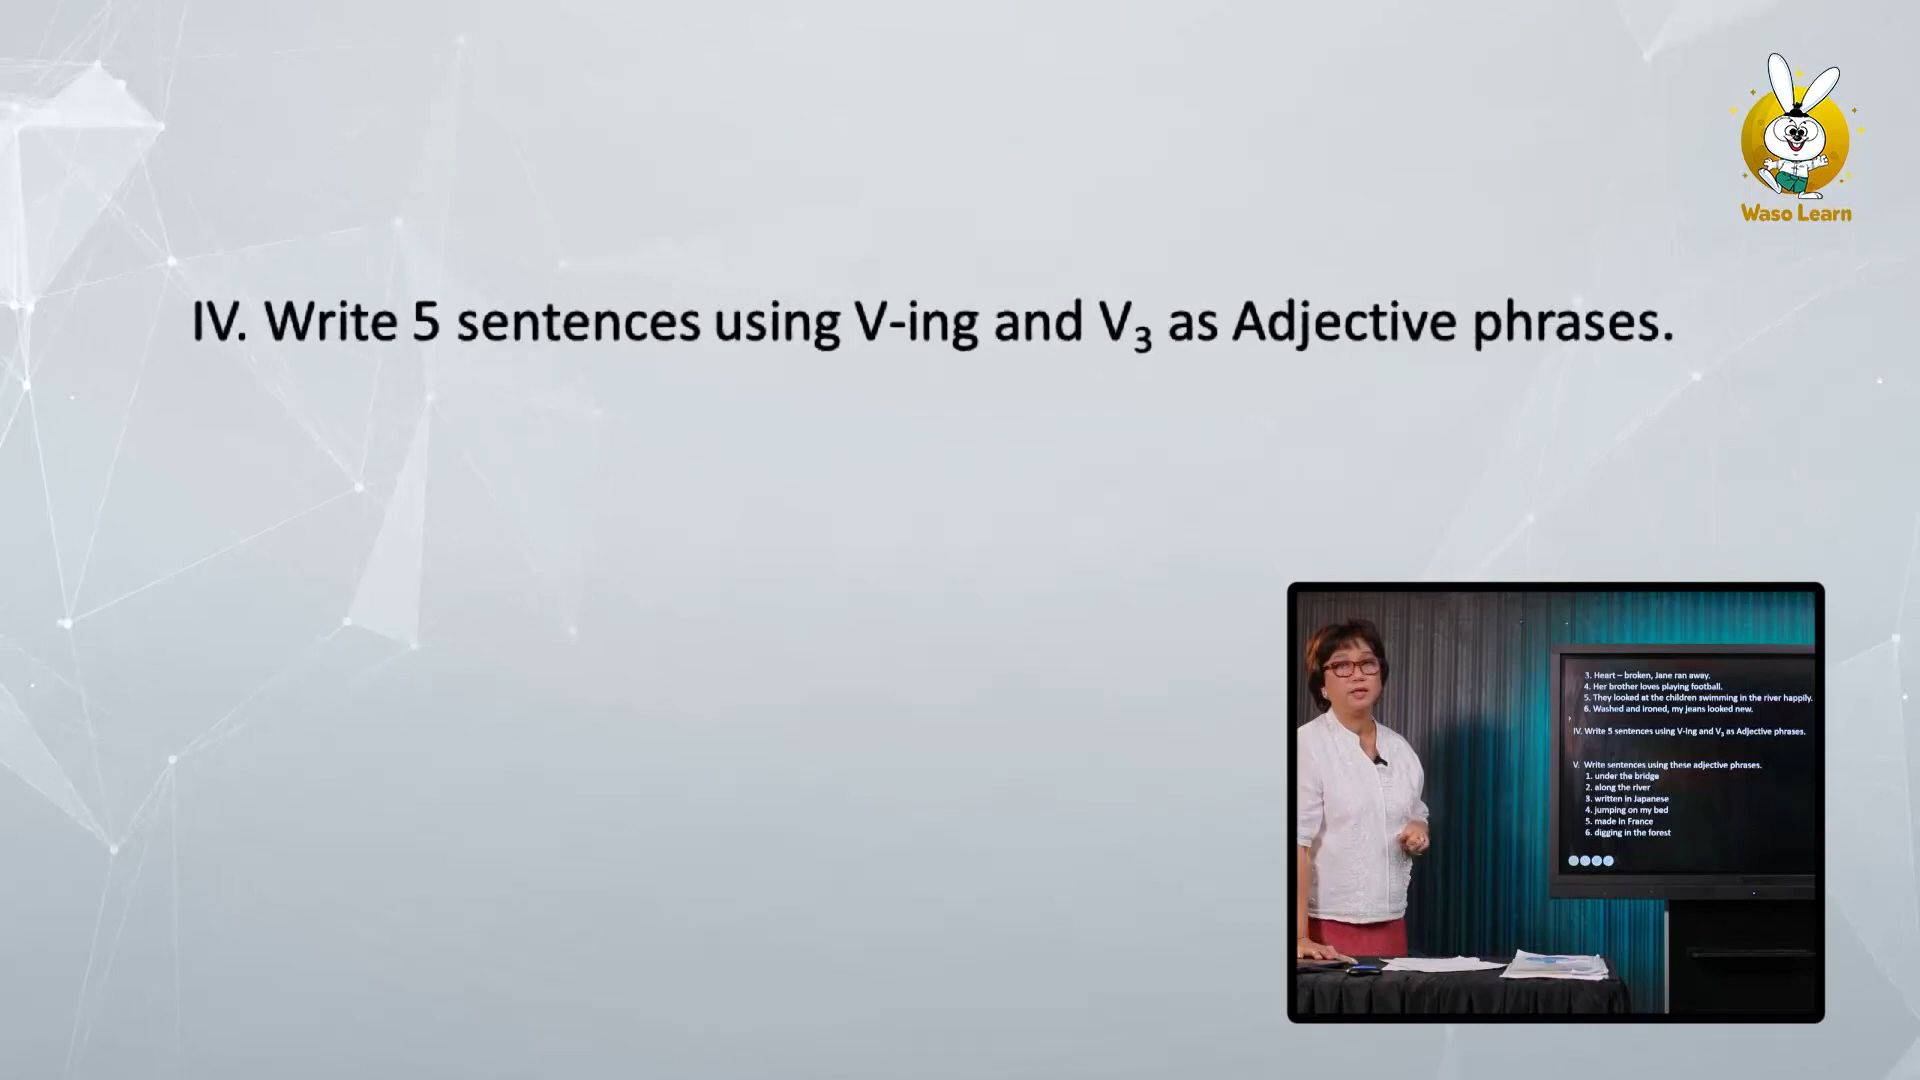 Waso Learn
IV. Write 5 sentences using V-ing and V₃ as Adjective phrases.
3. Heart – broken, Jane ran away.
4. Her brother loves playing football.
5. They looked at the children swimming in the river happily.
6. Washed and ironed, my jeans looked new.
IV. Write 5 sentences using V-ing and V₃ as Adjective phrases.
V. Write sentences using these adjective phrases.
1. under the bridge
2. along the river
3. written in Japanese
4. jumping on my bed
5. made in France
6. digging in the forest